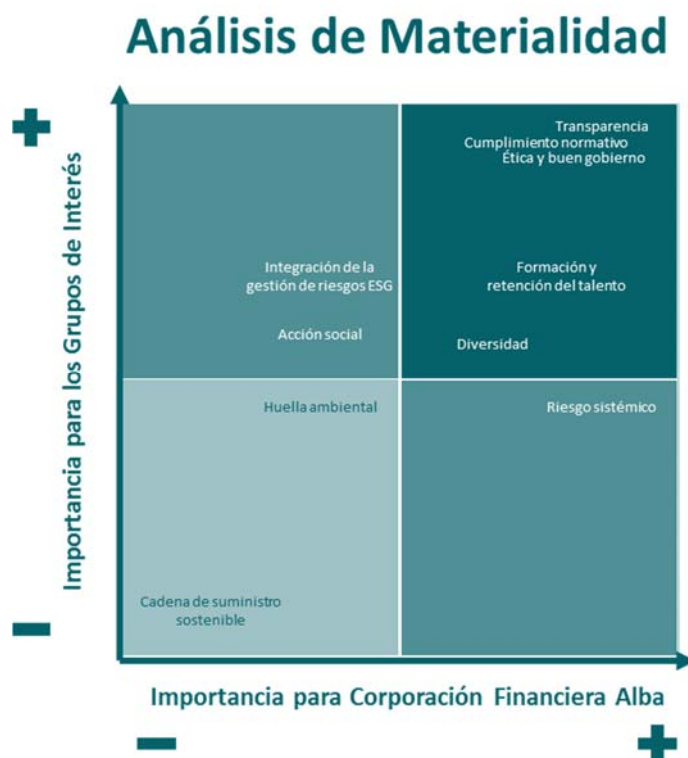 Análisis de Materialidad
+
Importancia para los Grupos de Interés
−
Transparencia
Cumplimiento normativo
Ética y buen gobierno
Integración de la
gestión de riesgos ESG
Formación y
retención del talento
Acción social
Diversidad
Huella ambiental
Riesgo sistémico
Cadena de suministro
sostenible
Importancia para Corporación Financiera Alba
−
+